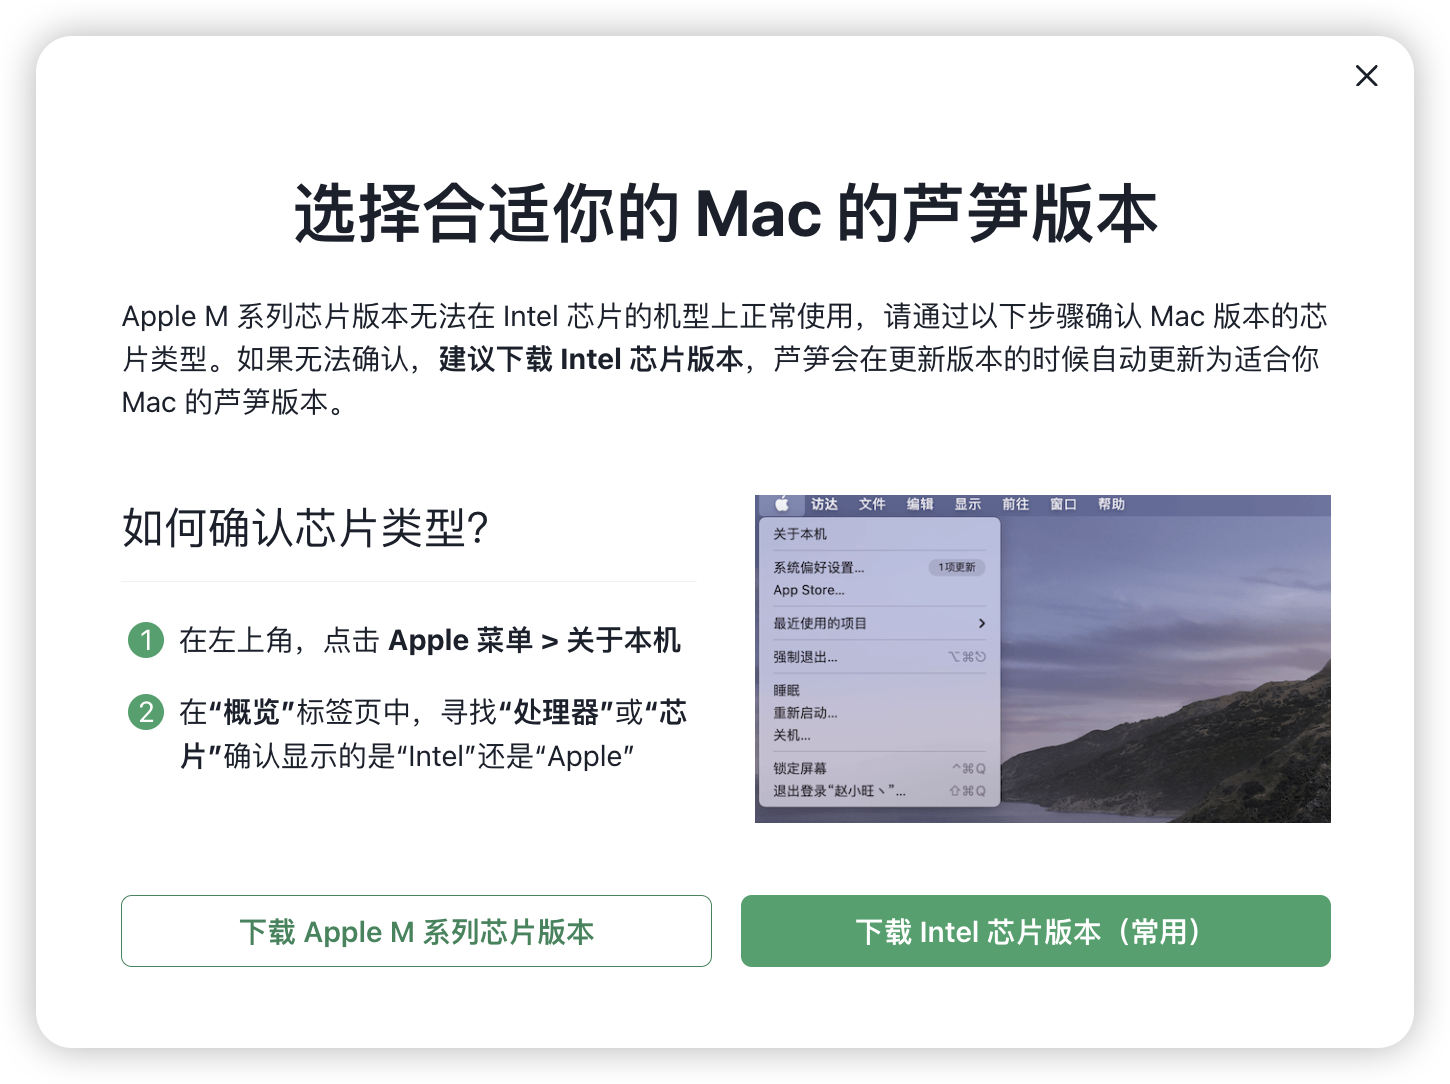 选择合适你的 Mac 的芦笋版本
Apple M 系列芯片版本无法在 Intel 芯片的机型上正常使用，请通过以下步骤确认 Mac 版本的芯
片类型。如果无法确认，建议下载 Intel 芯片版本，芦笋会在更新版本的时候自动更新为适合你
Mac 的芦笋版本。
如何确认芯片类型?
1 在左上角，点击 Apple 菜单 > 关于本机
2 在“概览”标签页中，寻找“处理器”或“芯
片”确认显示的是“Intel”还是“Apple”
访达 文件 编辑 显示 前往 窗口 帮助
关于本机
系统偏好设置... 1项更新
App Store...
最近使用的项目
强制退出... ⌥⌘⎋
睡眠
重新启动...
关机...
锁定屏幕 ^⌘Q
退出登录“赵小旺丶”... ⇧⌘Q
下载 Apple M 系列芯片版本
下载 Intel 芯片版本（常用）